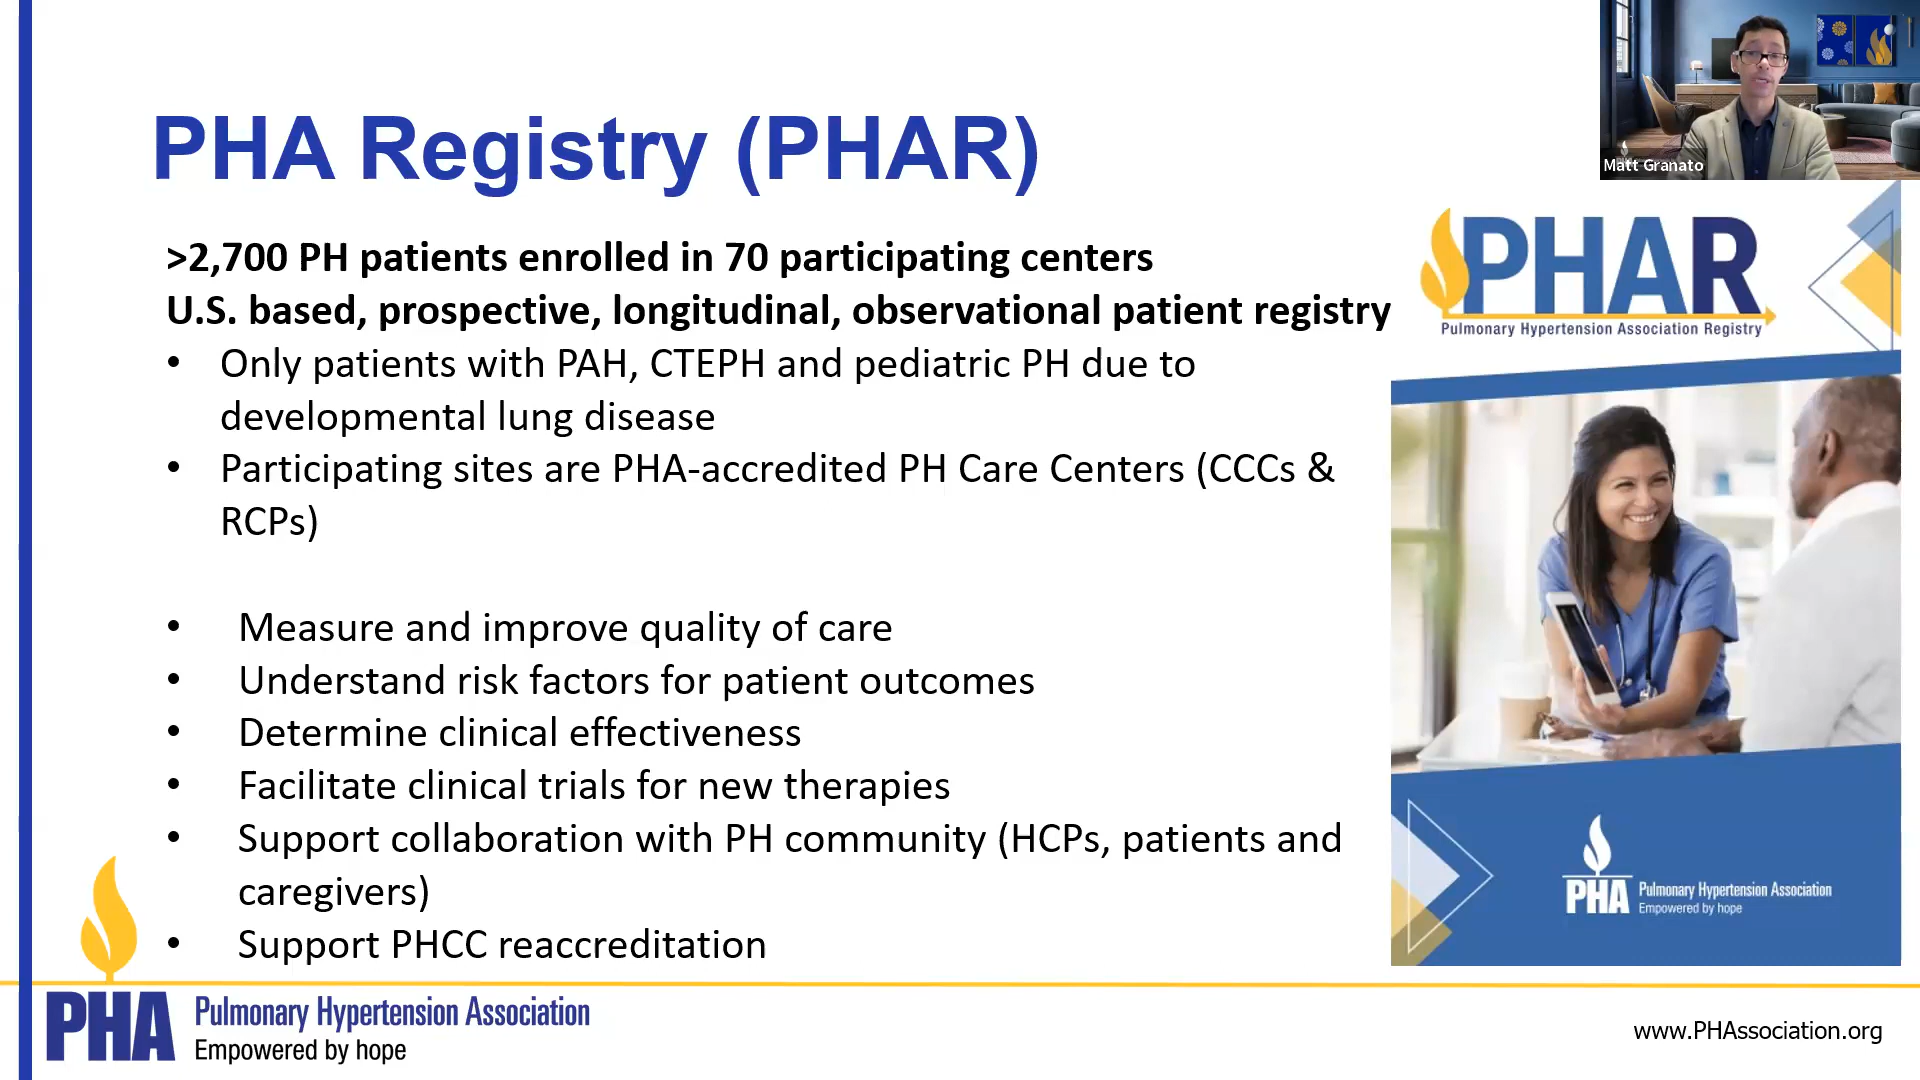 PHA Registry (PHAR)
Matt Granato
>2,700 PH patients enrolled in 70 participating centers
U.S. based, prospective, longitudinal, observational patient registry
• Only patients with PAH, CTEPH and pediatric PH due to
developmental lung disease
• Participating sites are PHA-accredited PH Care Centers (CCCs &
RCPs)
• Measure and improve quality of care
• Understand risk factors for patient outcomes
• Determine clinical effectiveness
• Facilitate clinical trials for new therapies
• Support collaboration with PH community (HCPs, patients and
caregivers)
• Support PHCC reaccreditation
PHAR
Pulmonary Hypertension Association Registry
PHA Pulmonary Hypertension Association
Empowered by hope
PHA Pulmonary Hypertension Association
Empowered by hope
www.PHAssociation.org